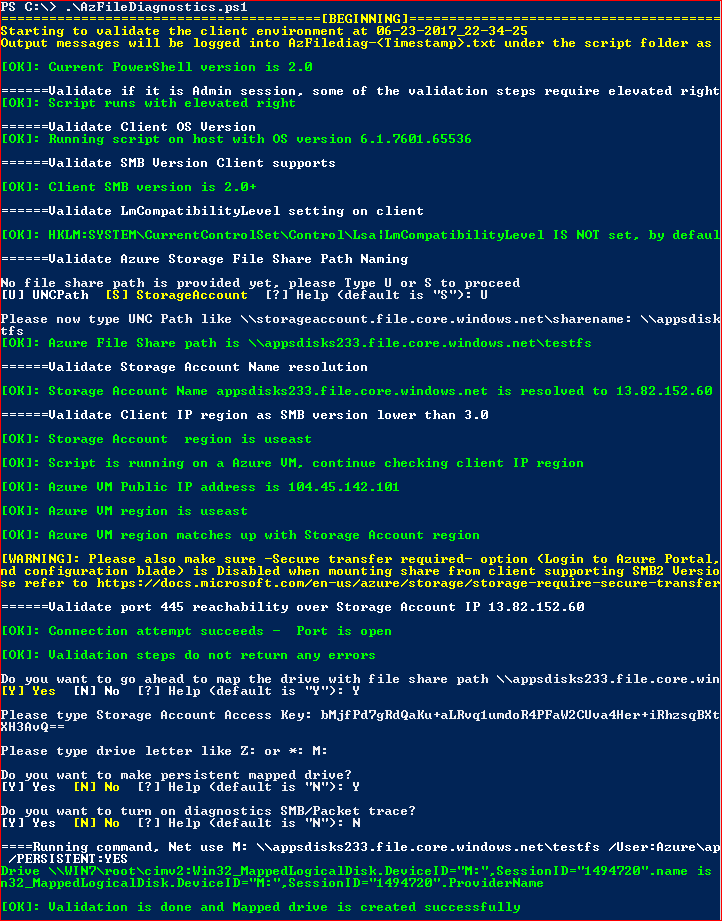 PS C:\> .\AzFileDiagnostics.ps1
========================================[BEGINNING]========================================
Starting to validate the client environment at 06-23-2017_22-34-25
Output messages will be logged into AzFilediag-<Timestamp>.txt under the script folder as
[OK]: Current PowerShell version is 2.0
======Validate if it is Admin session, some of the validation steps require elevated right
[OK]: Script runs with elevated right
======Validate Client OS Version
[OK]: Running script on host with OS version 6.1.7601.65536
======Validate SMB Version Client supports
[OK]: Client SMB version is 2.0+
======Validate LmCompatibilityLevel setting on client
[OK]: HKLM:SYSTEM\CurrentControlSet\Control\Lsa|LmCompatibilityLevel IS NOT set, by defaul
======Validate Azure Storage File Share Path Naming
No file share path is provided yet, please Type U or S to proceed
[U] UNCPath  [S] StorageAccount  [?] Help (default is "S"): U
Please now type UNC Path like \\storageaccount.file.core.windows.net\sharename: \\appsdisk
tfs
[OK]: Azure File Share path is \\appsdisks233.file.core.windows.net\testfs
======Validate Storage Account Name resolution
[OK]: Storage Account Name appsdisks233.file.core.windows.net is resolved to 13.82.152.60
======Validate Client IP region as SMB version lower than 3.0
[OK]: Storage Account  region is useast
[OK]: Script is running on a Azure VM, continue checking client IP region
[OK]: Azure VM Public IP address is 104.45.142.101
[OK]: Azure VM region is useast
[OK]: Azure VM region matches up with Storage Account region
[WARNING]: Please also make sure -Secure transfer required- option (Login to Azure Portal,
nd configuration blade) is Disabled when mounting share from client supporting SMB2 Versio
se refer to https://docs.microsoft.com/en-us/azure/storage/storage-require-secure-transfer
======Validate port 445 reachability over Storage Account IP 13.82.152.60
[OK]: Connection attempt succeeds -  Port is open
[OK]: Validation steps do not return any errors
Do you want to go ahead to map the drive with file share path \\appsdisks233.file.core.win
[Y] Yes  [N] No  [?] Help (default is "Y"): Y
Please type Storage Account Access Key: bMjfPd7gRdQaKu+aLRvq1umdoR4PFaW2CUva4Her+iRhzsqBXt
XH3AvQ==
Please type drive letter like Z: or *: M:
Do you want to make persistent mapped drive?
[Y] Yes  [N] No  [?] Help (default is "N"): Y
Do you want to turn on diagnostics SMB/Packet trace?
[Y] Yes  [N] No  [?] Help (default is "N"): N
====Running command, Net use M: \\appsdisks233.file.core.windows.net\testfs /User:Azure\ap
/PERSISTENT:YES
Drive \\WIN7\root\cimv2:Win32_MappedLogicalDisk.DeviceID="M:",SessionID="1494720".name is
n32_MappedLogicalDisk.DeviceID="M:",SessionID="1494720".ProviderName
[OK]: Validation is done and Mapped drive is created successfully